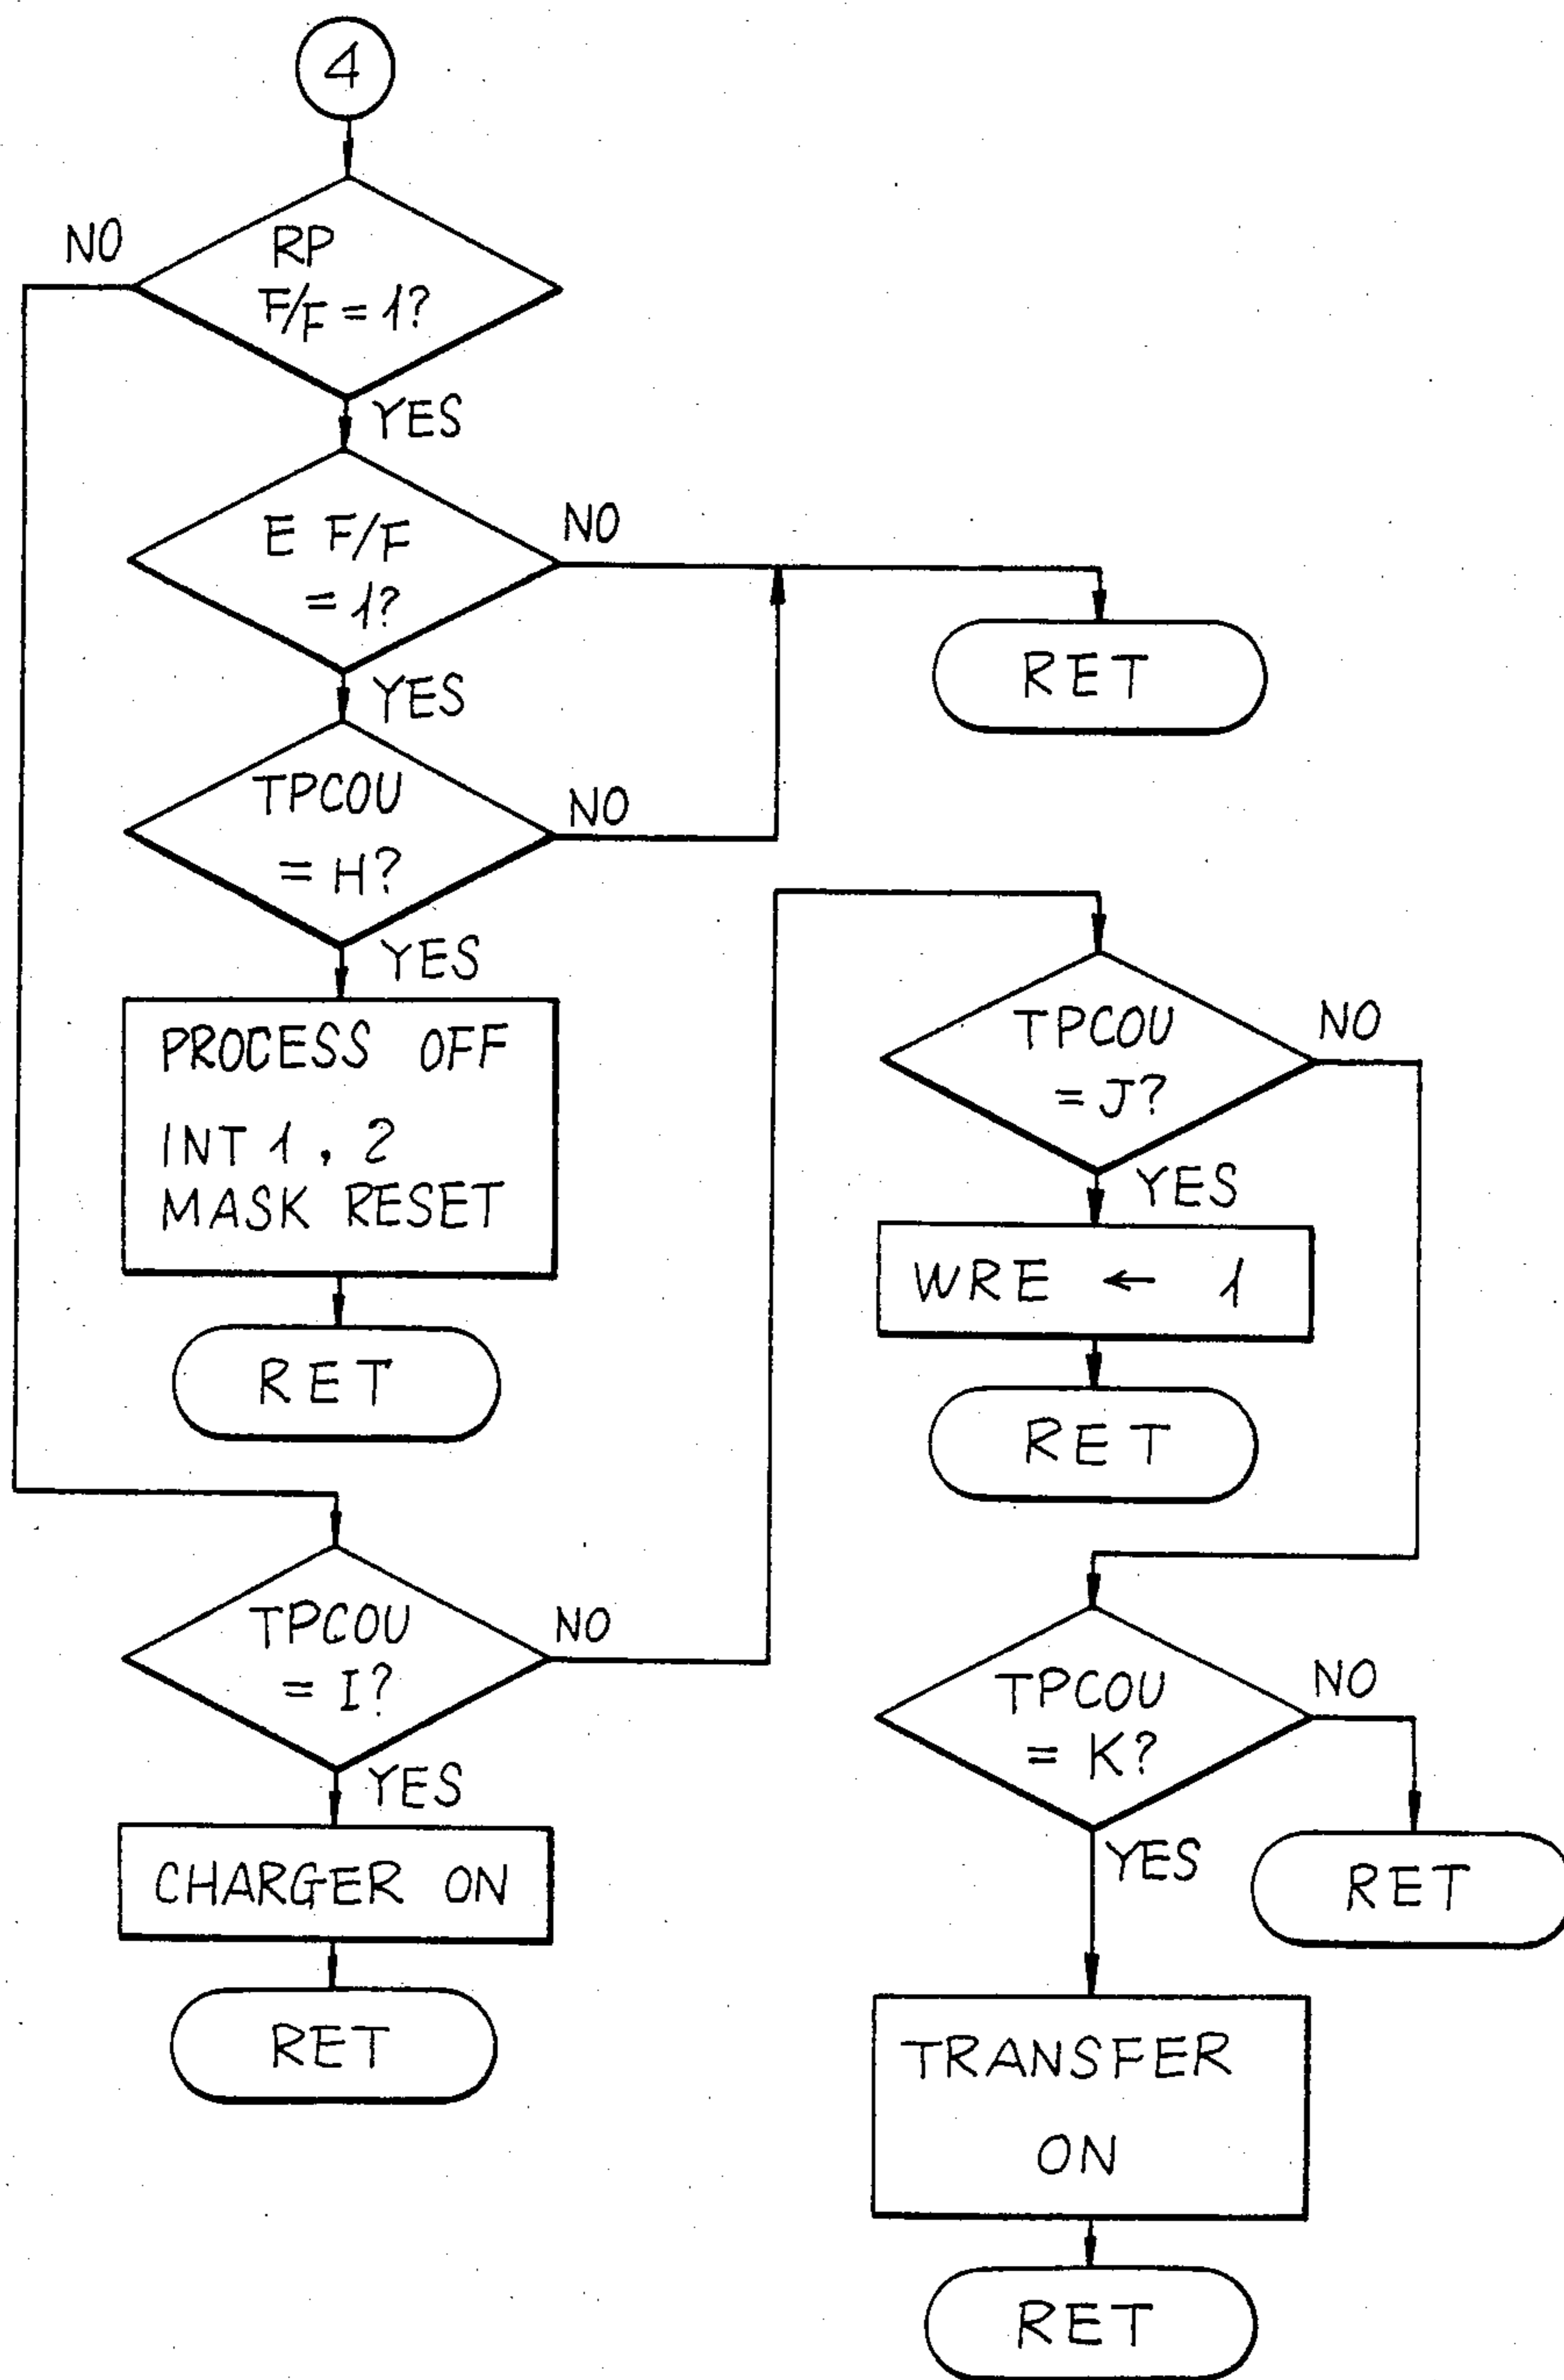 4
NO
RP
F/F = 1?
YES
E F/F
= 1?
NO
RET
YES
TPCOU
= H?
NO
YES
PROCESS OFF
INT 1, 2
MASK RESET
RET
TPCOU
= I?
NO
YES
CHARGER ON
RET
TPCOU
= J?
NO
YES
WRE ← 1
RET
TPCOU
= K?
NO
RET
YES
TRANSFER
ON
RET